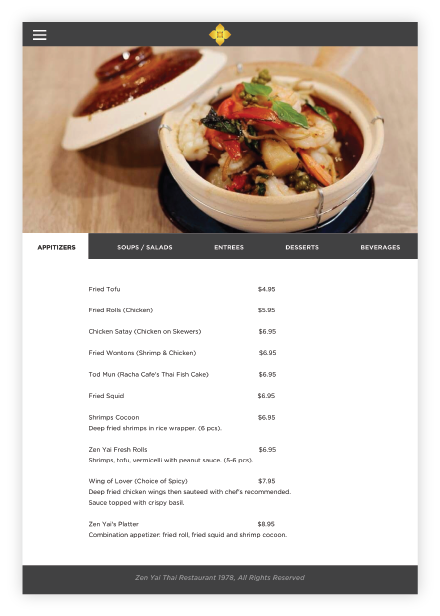 APPITIZERS SOUPS / SALADS ENTREES DESSERTS BEVERAGES
Fried Tofu $4.95
Fried Rolls (Chicken) $5.95
Chicken Satay (Chicken on Skewers) $6.95
Fried Wontons (Shrimp & Chicken) $6.95
Tod Mun (Racha Cafe's Thai Fish Cake) $6.95
Fried Squid $6.95
Shrimps Cocoon $6.95
Deep fried shrimps in rice wrapper. (6 pcs).
Zen Yai Fresh Rolls $6.95
Shrimps, tofu, vermicelli with peanut sauce. (5-6 pcs).
Wing of Lover (Choice of Spicy) $7.95
Deep fried chicken wings then sauteed with chef's recommended.
Sauce topped with crispy basil.
Zen Yai's Platter $8.95
Combination appetizer: fried roll, fried squid and shrimp cocoon.
Zen Yai Thai Restaurant 1978, All Rights Reserved